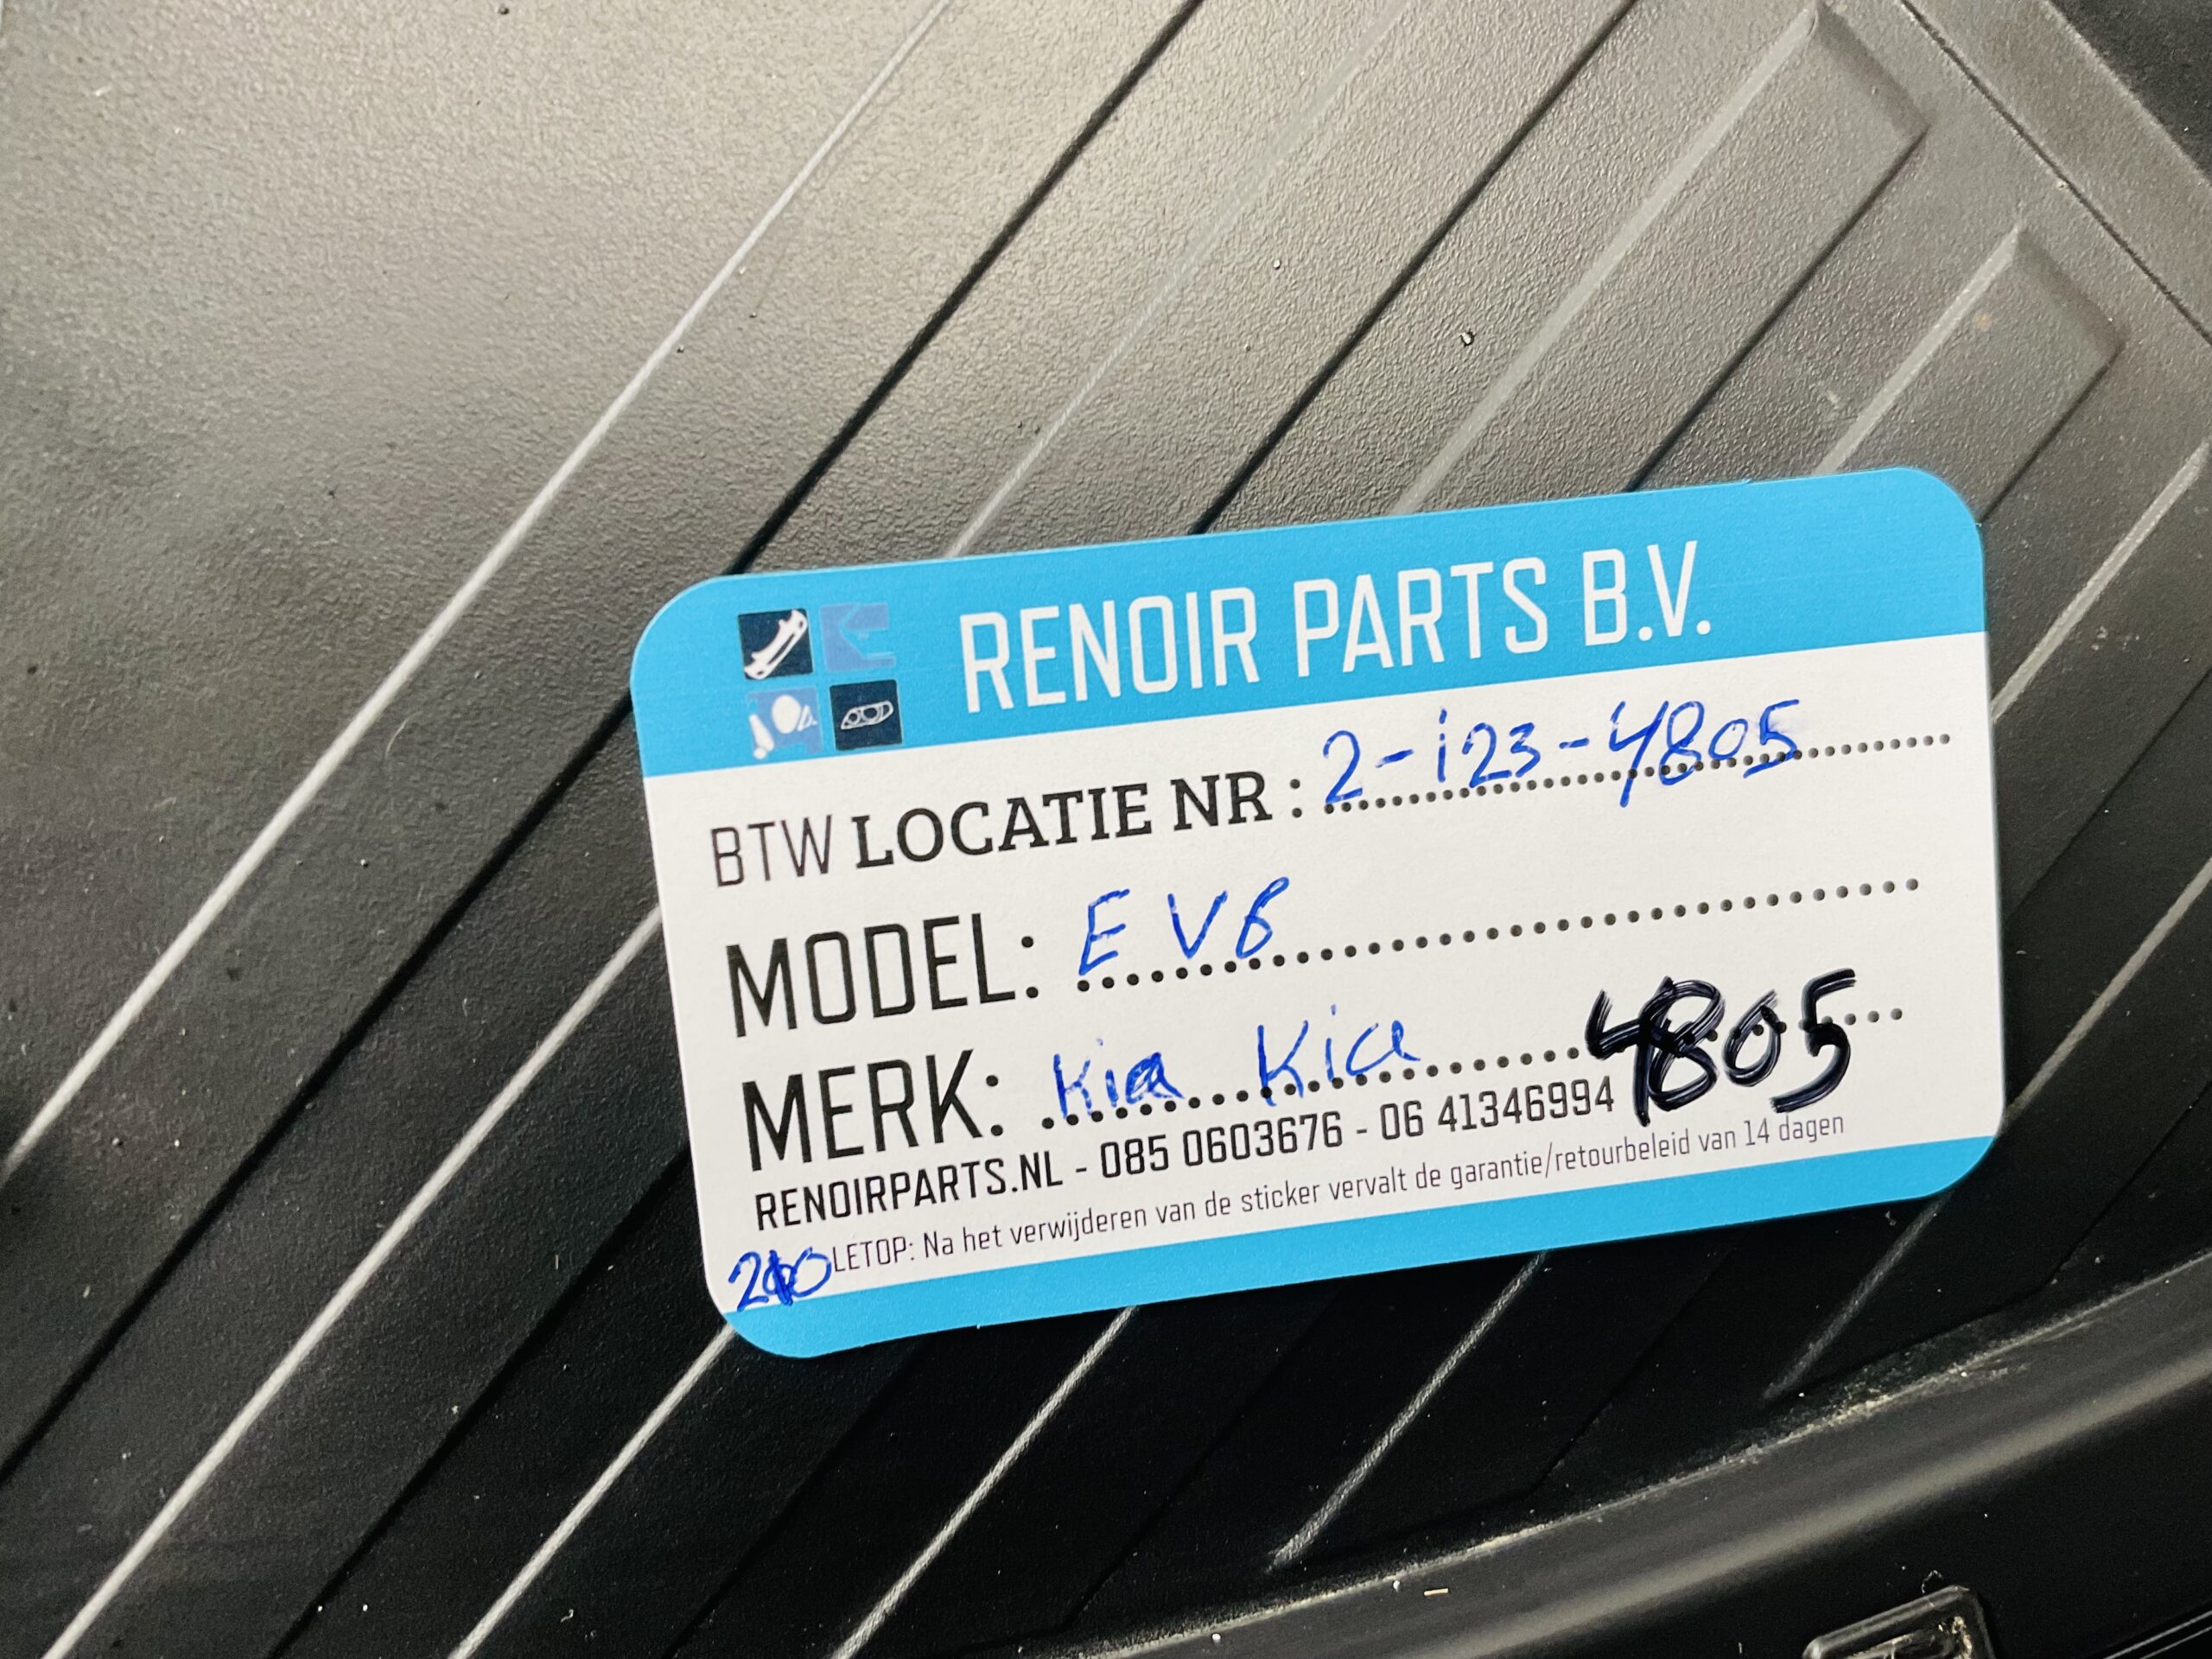 RENOIR PARTS B.V.
BTW LOCATIE NR : 2-i23-4805
MODEL: EV6
MERK: Kia Kia 4805
RENOIRPARTS.NL - 085 0603676 - 06 41346994
LETOP: Na het verwijderen van de sticker vervalt de garantie/retourbeleid van 14 dagen